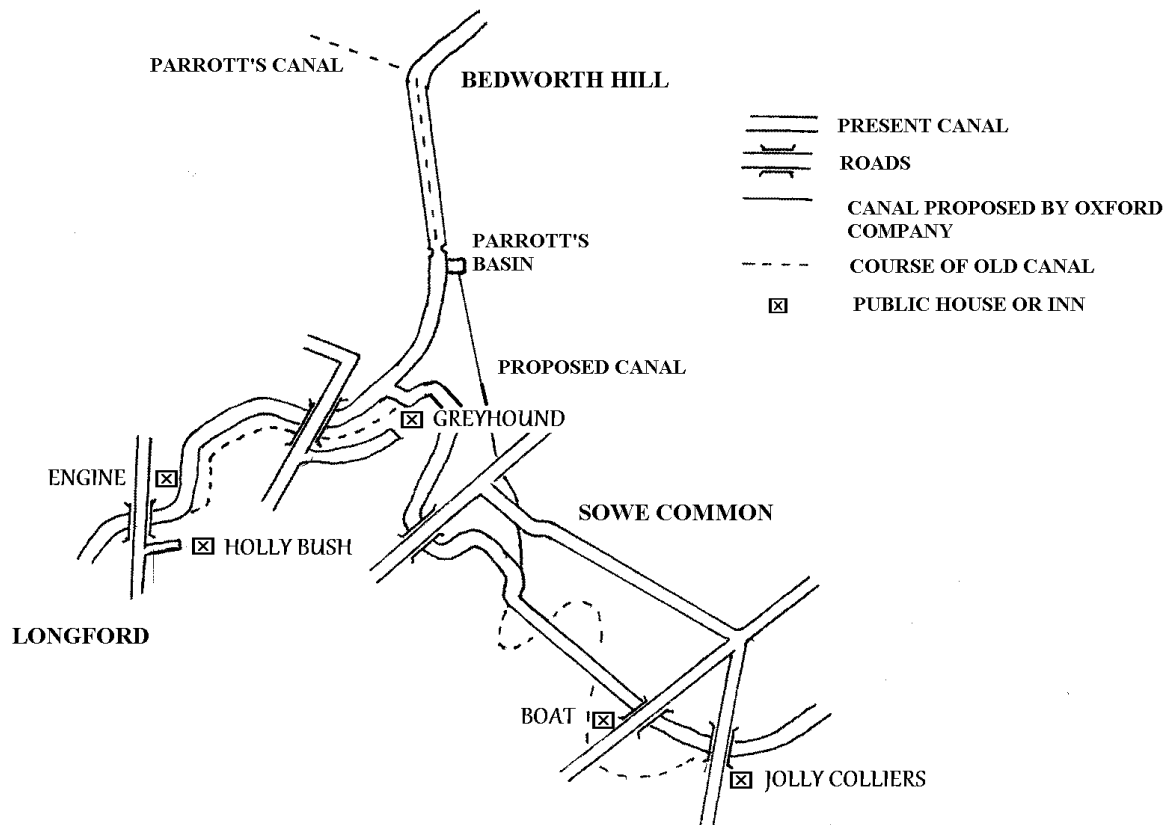 PARROTT'S CANAL
BEDWORTH HILL
PRESENT CANAL
ROADS
CANAL PROPOSED BY OXFORD
COMPANY
COURSE OF OLD CANAL
PUBLIC HOUSE OR INN
PARROTT'S
BASIN
PROPOSED CANAL
GREYHOUND
ENGINE
SOWE COMMON
HOLLY BUSH
LONGFORD
BOAT
JOLLY COLLIERS